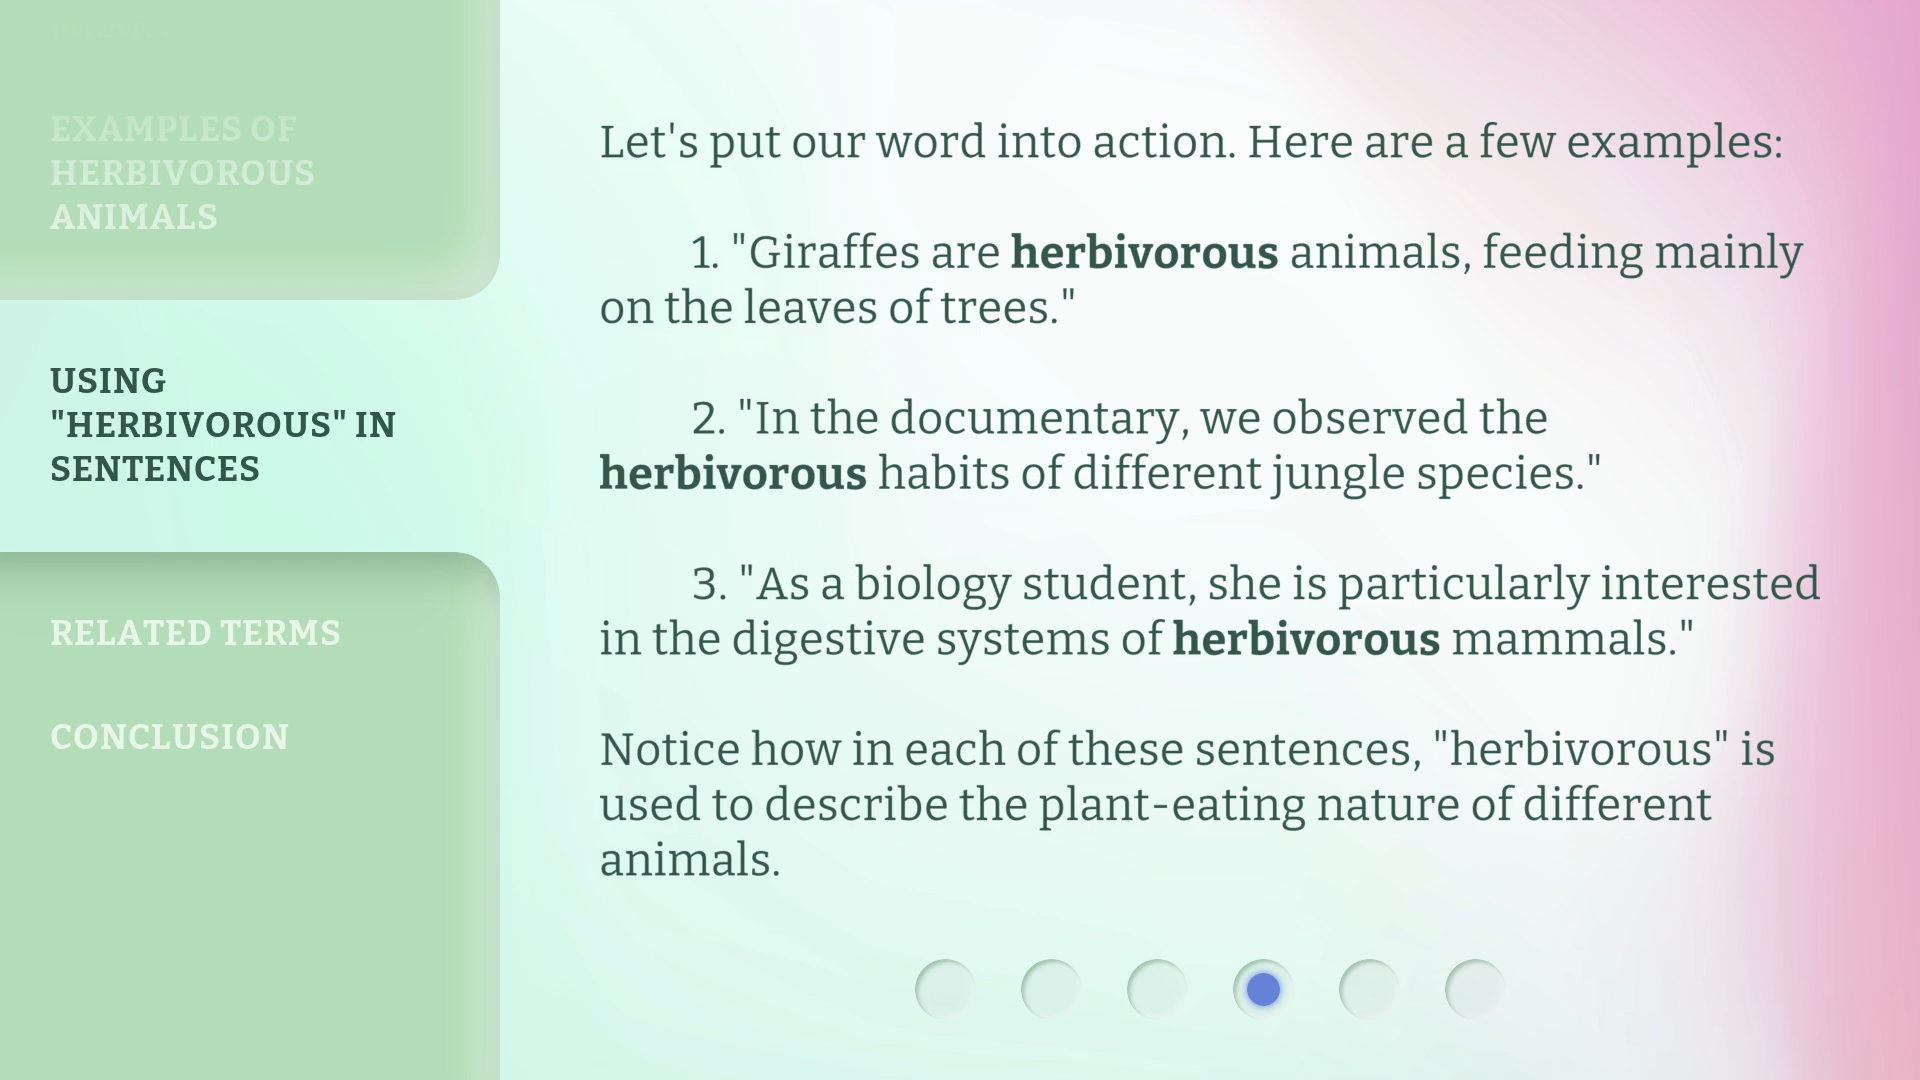 EXAMPLES OF
HERBIVOROUS
ANIMALS
USING
"HERBIVOROUS" IN
SENTENCES
RELATED TERMS
CONCLUSION
Let's put our word into action. Here are a few examples:
1. "Giraffes are herbivorous animals, feeding mainly
on the leaves of trees."
2. "In the documentary, we observed the
herbivorous habits of different jungle species."
3. "As a biology student, she is particularly interested
in the digestive systems of herbivorous mammals."
Notice how in each of these sentences, "herbivorous" is
used to describe the plant-eating nature of different
animals.